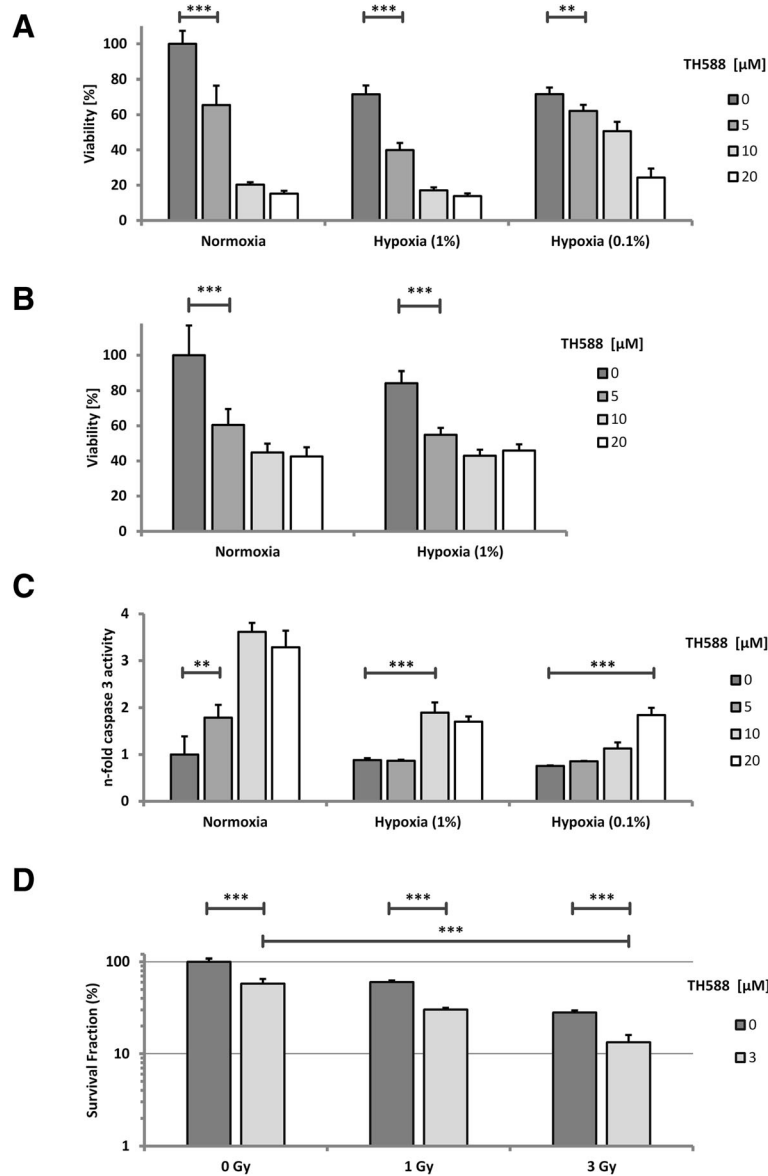 A
*** *** **
100
80
60
40
20
0
Viability [%]
Normoxia Hypoxia (1%) Hypoxia (0.1%)
TH588 [µM]
0
5
10
20
B
*** ***
100
80
60
40
20
0
Viability [%]
Normoxia Hypoxia (1%)
TH588 [µM]
0
5
10
20
C
** *** ***
4
3
2
1
0
n-fold caspase 3 activity
Normoxia Hypoxia (1%) Hypoxia (0.1%)
TH588 [µM]
0
5
10
20
D
*** *** ***
***
100
10
1
Survival Fraction (%)
0 Gy 1 Gy 3 Gy
TH588 [µM]
0
3